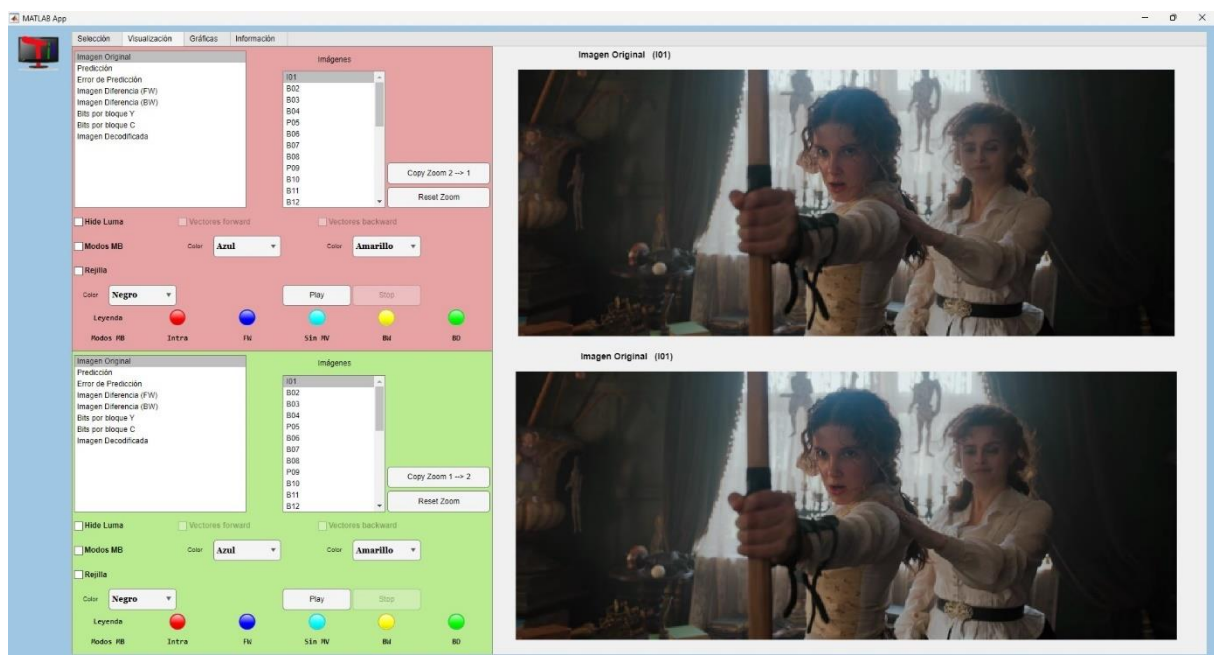 MATLAB App
Selección Visualización Gráficas Información
Imagen Original
Predicción
Error de Predicción
Imagen Diferencia (FW)
Imagen Diferencia (BW)
Bits por bloque Y
Bits por bloque C
Imagen Decodificada
Imágenes
I01
B02
B03
B04
P05
B06
B07
B08
P09
B10
B11
B12
Copy Zoom 2 --> 1
Reset Zoom
Hide Luma Vectores forward Vectores backward
Modos MB Color Azul Color Amarillo
Rejilla
Color Negro Play Stop
Leyenda
Modos MB Intra FW Sin MV BW BD
Imagen Original (I01)
Imagen Original
Predicción
Error de Predicción
Imagen Diferencia (FW)
Imagen Diferencia (BW)
Bits por bloque Y
Bits por bloque C
Imagen Decodificada
Imágenes
I01
B02
B03
B04
P05
B06
B07
B08
P09
B10
B11
B12
Copy Zoom 1 --> 2
Reset Zoom
Hide Luma Vectores forward Vectores backward
Modos MB Color Azul Color Amarillo
Rejilla
Color Negro Play Stop
Leyenda
Modos MB Intra FW Sin MV BW BD
Imagen Original (I01)